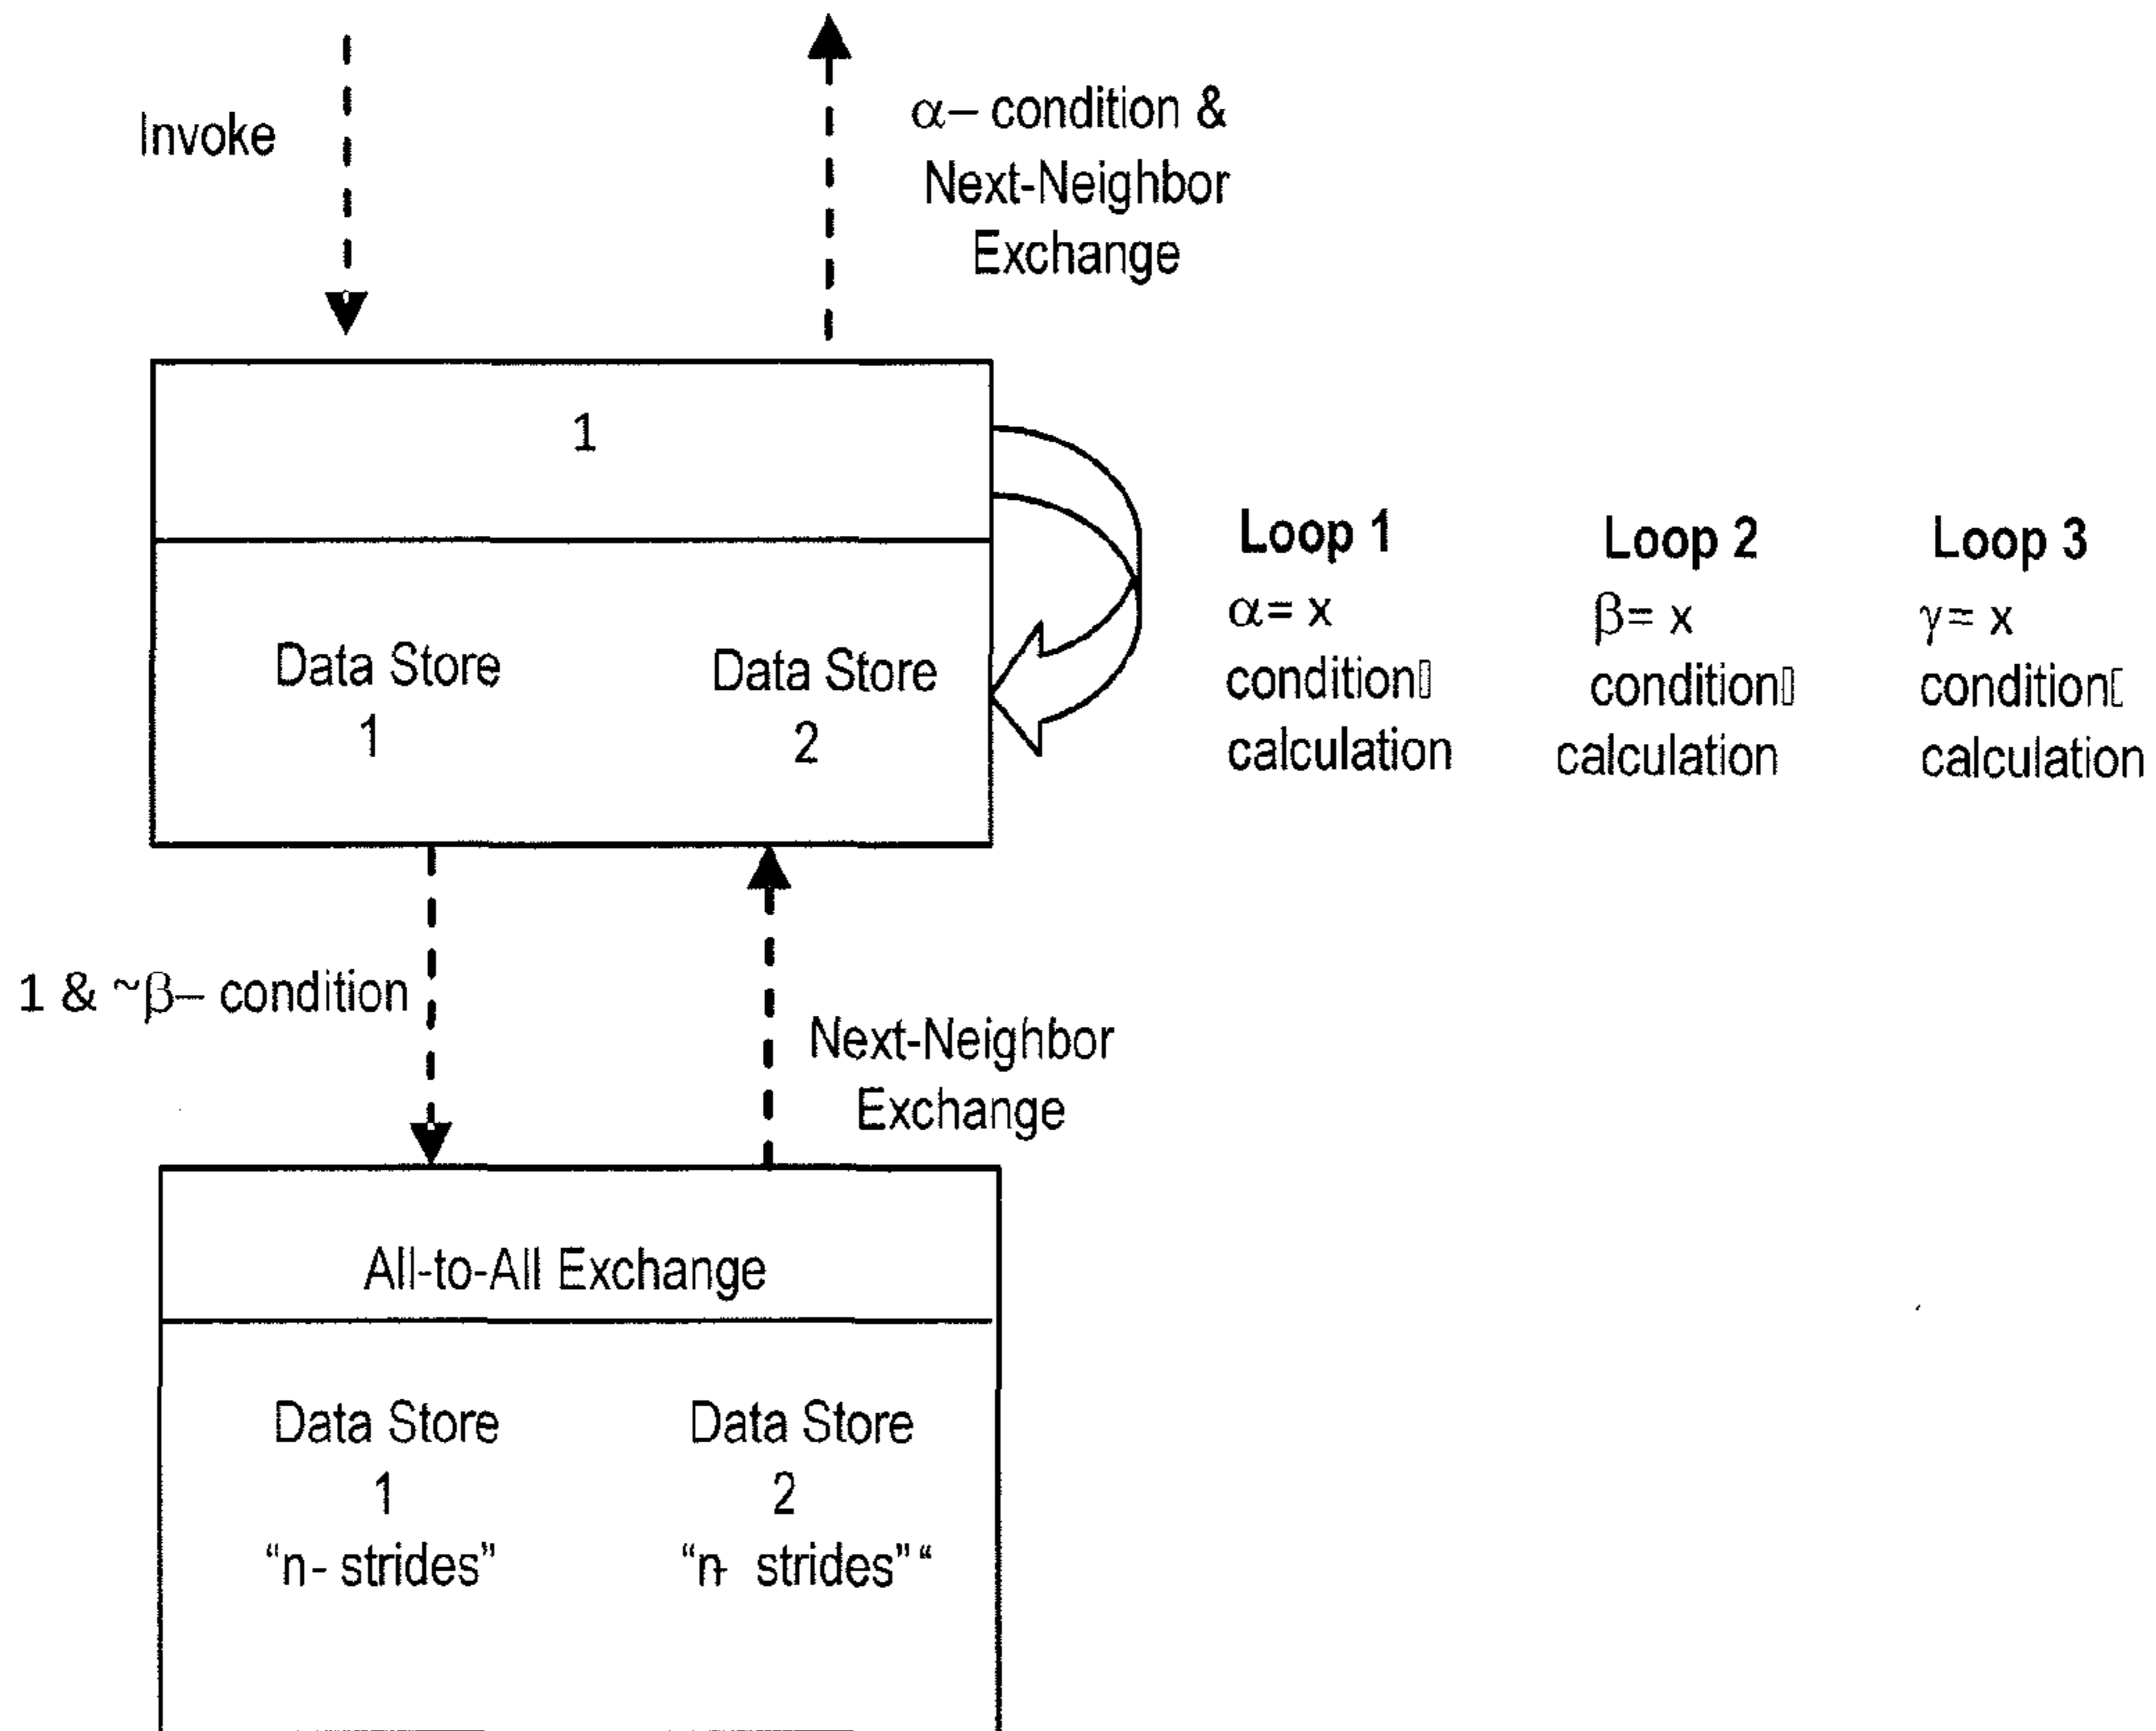 Invoke
α– condition &
Next-Neighbor
Exchange
1
Data Store
1
Data Store
2
Loop 1
α= x
condition▯
calculation
Loop 2
β= x
condition▯
calculation
Loop 3
γ= x
condition▯
calculation
1 & ~β– condition
Next-Neighbor
Exchange
All-to-All Exchange
Data Store
1
“n- strides”
Data Store
2
“n- strides” “